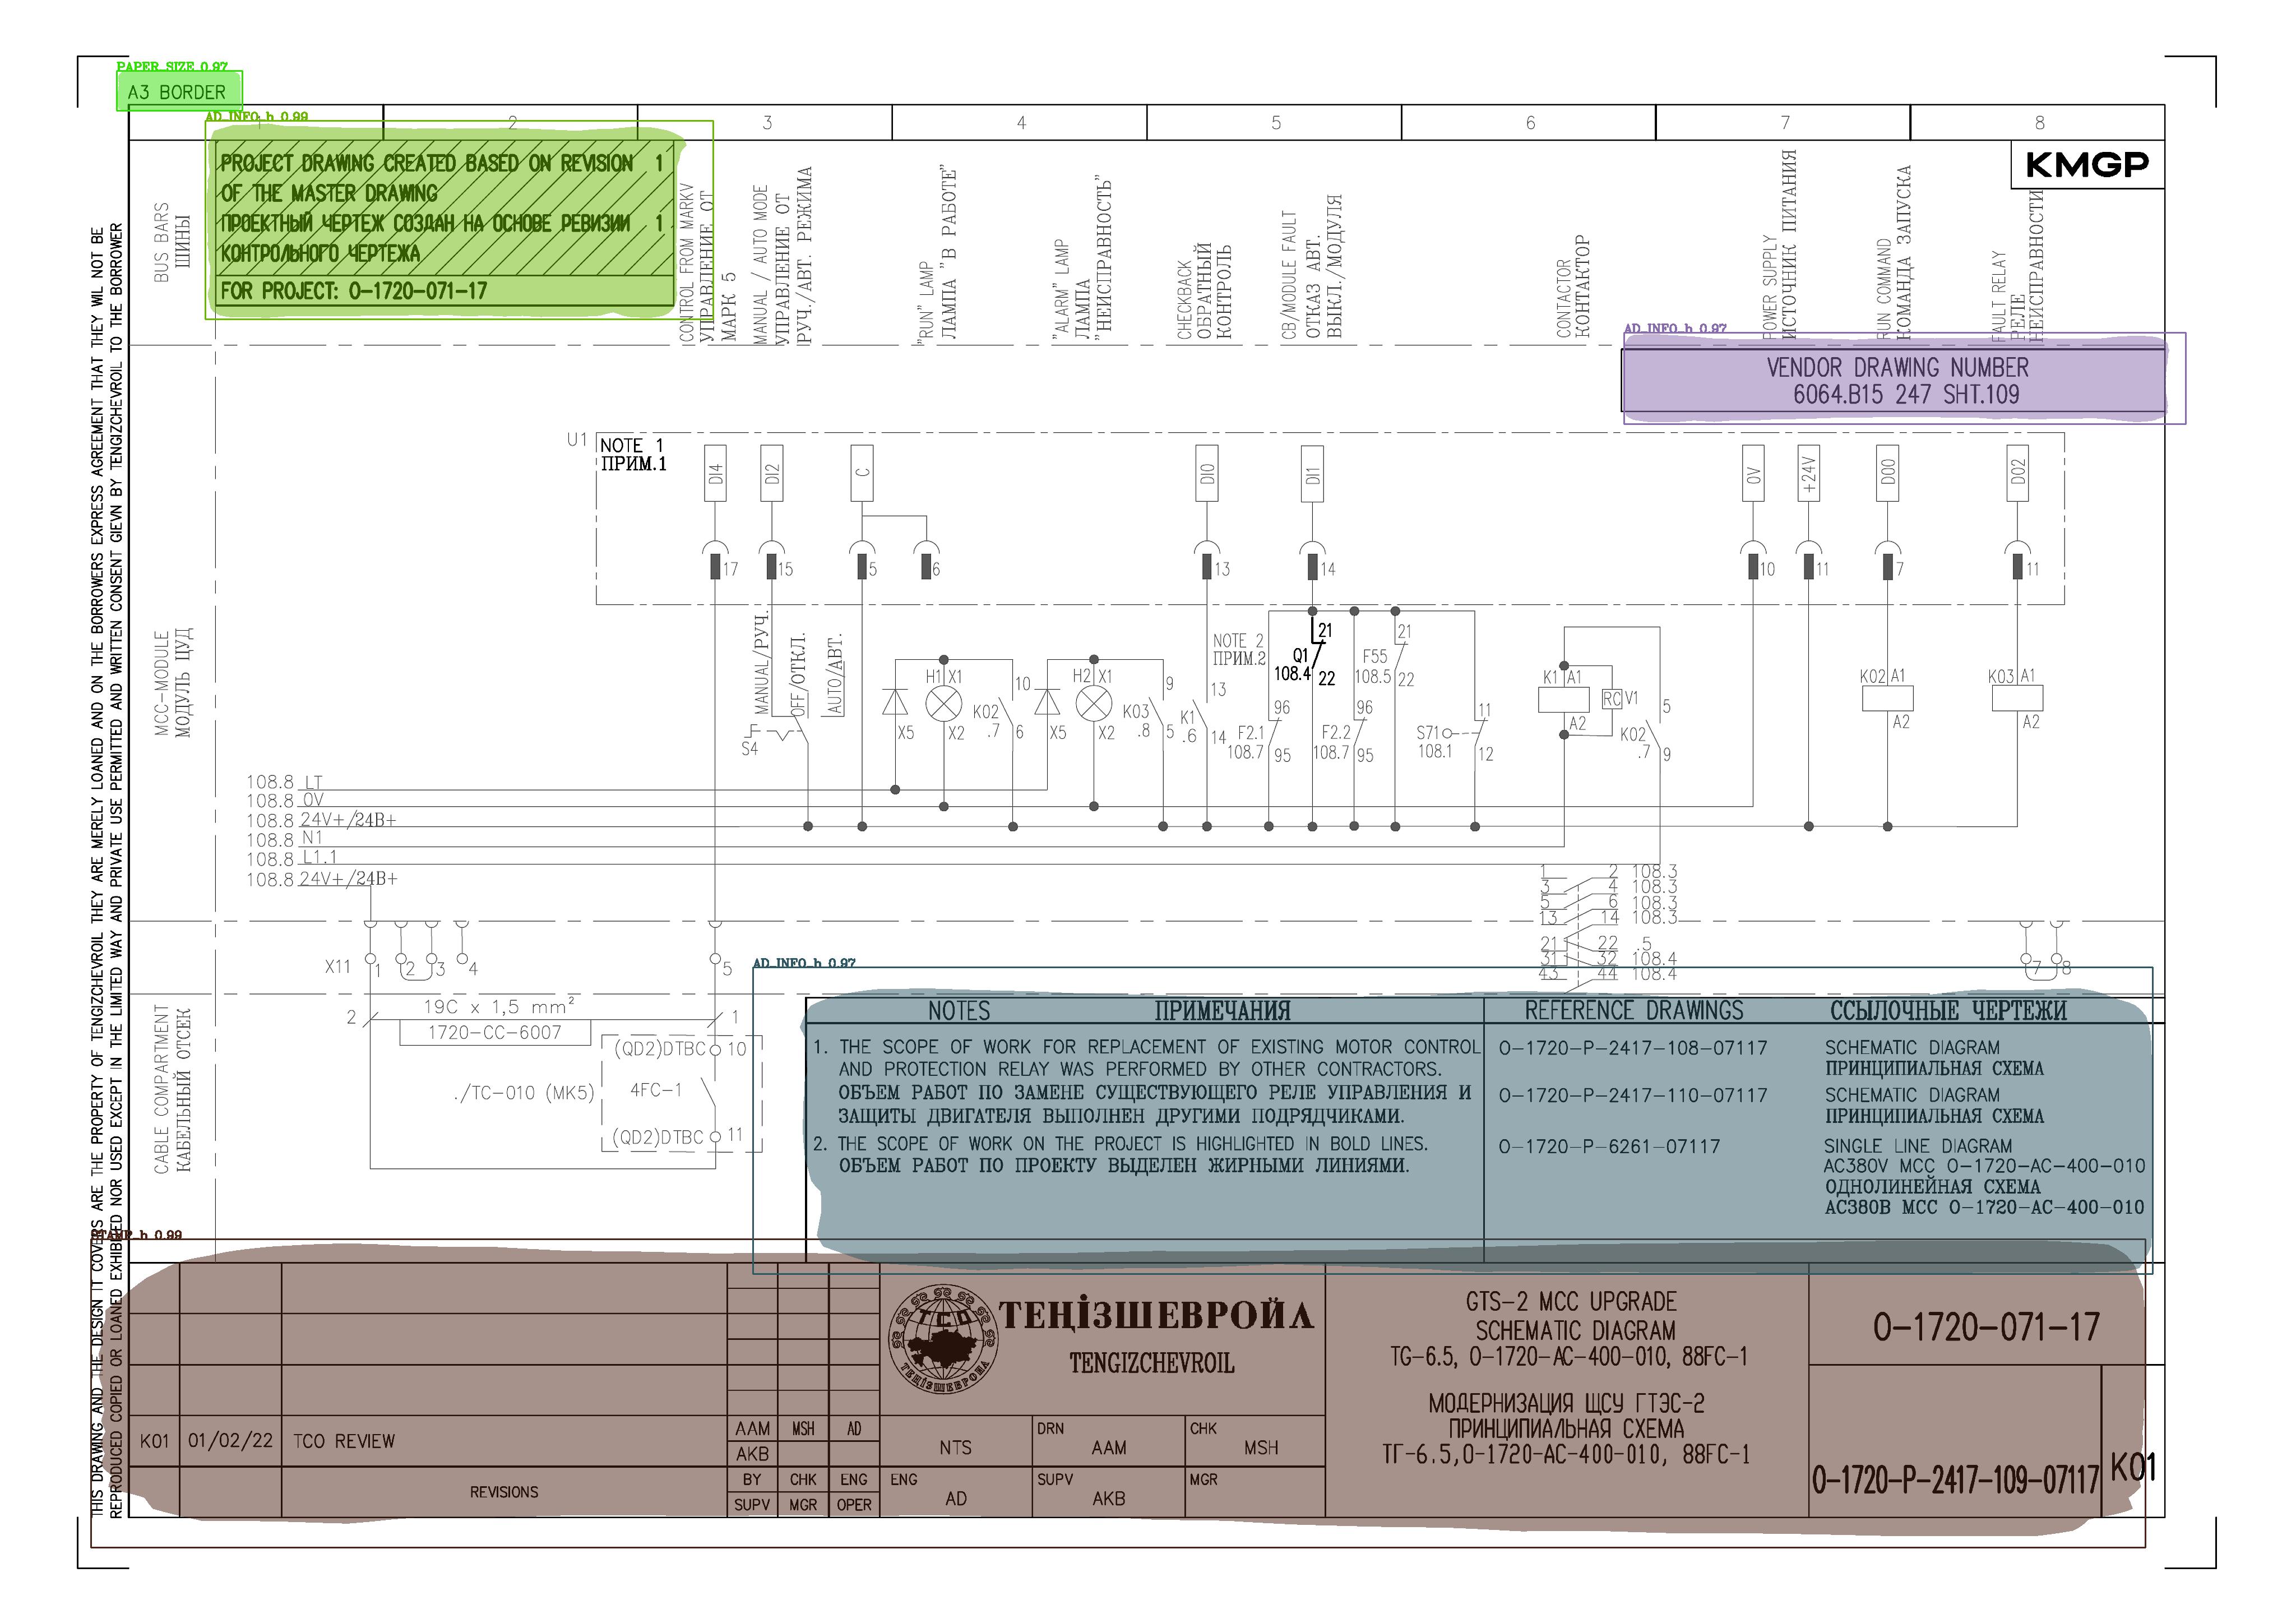 PAPER_SIZE 0.97
A3 BORDER
AD_INFO_h 0.99
1 2 3 4 5 6 7 8
PROJECT DRAWING CREATED BASED ON REVISION 1
OF THE MASTER DRAWING
ПРОЕКТНЫЙ ЧЕРТЕЖ СОЗДАН НА ОСНОВЕ РЕВИЗИИ 1
КОНТРОЛЬНОГО ЧЕРТЕЖА
FOR PROJECT: O-1720-071-17
KMGP
BUS BARS
ШИНЫ
CONTROL FROM MARKV
УПРАВЛЕНИЕ ОТ
МАРК 5
MANUAL / AUTO MODE
УПРАВЛЕНИЕ ОТ
РУЧ./АВТ. РЕЖИМА
"RUN" LAMP
ЛАМПА "В РАБОТЕ"
"ALARM" LAMP
ЛАМПА
"НЕИСПРАВНОСТЬ"
CHECKBACK
ОБРАТНЫЙ
КОНТРОЛЬ
CB/MODULE FAULT
ОТКАЗ АВТ.
ВЫКЛ./МОДУЛЯ
CONTACTOR
КОНТАКТОР
POWER SUPPLY
ИСТОЧНИК ПИТАНИЯ
RUN COMMAND
КОМАНДА ЗАПУСКА
FAULT RELAY
РЕЛЕ
НЕИСПРАВНОСТИ
AD_INFO_h 0.97
VENDOR DRAWING NUMBER
6064.B15 247 SHT.109
THIS DRAWING AND THE DESIGN IT COVERS ARE THE PROPERTY OF TENGIZCHEVROIL THEY ARE MERELY LOANED AND ON THE BORROWERS EXPRESS AGREEMENT THAT THEY WIL NOT BE
REPRODUCED COPIED OR LOANED EXHIBITED NOR USED EXCEPT IN THE LIMITED WAY AND PRIVATE USE PERMITTED AND WRITTEN CONSENT GIEVN BY TENGIZCHEVROIL TO THE BORROWER
U1
NOTE 1
ПРИМ.1
DI4 DI2 C DI0 DI1 0V +24V DO0 DO2
17 15 5 6 13 14 10 11 7 11
MCC-MODULE
МОДУЛЬ ЦУД
MANUAL/РУЧ.
OFF/ОТКЛ.
AUTO/АВТ.
S4
H1 X1
X5 X2
K02
.7
10
6
H2 X1
X5 X2
K03
.8
9
5
K1
.6
13
14
NOTE 2
ПРИМ.2
F2.1
108.7
96
95
Q1
108.4
21
22
F2.2
108.7
96
95
F55
108.5
21
22
S71
108.1
11
12
K1 A1
A2
RC V1
K02
.7
5
9
K02 A1
A2
K03 A1
A2
108.8 LT
108.8 0V
108.8 24V+/24В+
108.8 N1
108.8 L1.1
108.8 24V+/24В+
1 2 108.3
3 4 108.3
5 6 108.3
13 14 108.3
21 22 .5
31 32 108.4
43 44 108.4
X11 1 2 3 4 5 7 8
CABLE COMPARTMENT
КАБЕЛЬНЫЙ ОТСЕК
2 19C x 1,5 mm² 1
1720-CC-6007
(QD2)DTBC 10
./TC-010 (MK5) 4FC-1
(QD2)DTBC 11
AD_INFO_h 0.97
NOTES ПРИМЕЧАНИЯ
1. THE SCOPE OF WORK FOR REPLACEMENT OF EXISTING MOTOR CONTROL
AND PROTECTION RELAY WAS PERFORMED BY OTHER CONTRACTORS.
ОБЪЕМ РАБОТ ПО ЗАМЕНЕ СУЩЕСТВУЮЩЕГО РЕЛЕ УПРАВЛЕНИЯ И
ЗАЩИТЫ ДВИГАТЕЛЯ ВЫПОЛНЕН ДРУГИМИ ПОДРЯДЧИКАМИ.
2. THE SCOPE OF WORK ON THE PROJECT IS HIGHLIGHTED IN BOLD LINES.
ОБЪЕМ РАБОТ ПО ПРОЕКТУ ВЫДЕЛЕН ЖИРНЫМИ ЛИНИЯМИ.
REFERENCE DRAWINGS ССЫЛОЧНЫЕ ЧЕРТЕЖИ
O-1720-P-2417-108-07117 SCHEMATIC DIAGRAM
ПРИНЦИПИАЛЬНАЯ СХЕМА
O-1720-P-2417-110-07117 SCHEMATIC DIAGRAM
ПРИНЦИПИАЛЬНАЯ СХЕМА
O-1720-P-6261-07117 SINGLE LINE DIAGRAM
AC380V MCC O-1720-AC-400-010
ОДНОЛИНЕЙНАЯ СХЕМА
АС380В МСС О-1720-АС-400-010
STAMP_h 0.99
K01 01/02/22 TCO REVIEW
REVISIONS
AAM MSH AD
AKB
BY CHK ENG
SUPV MGR OPER
ТСО
ТЕҢІЗШЕВРОЙЛ
ТЕҢІЗШЕВРОЙЛ
TENGIZCHEVROIL
NTS
DRN AAM
CHK MSH
ENG AD
SUPV AKB
MGR
GTS-2 MCC UPGRADE
SCHEMATIC DIAGRAM
TG-6.5, O-1720-AC-400-010, 88FC-1
МОДЕРНИЗАЦИЯ ЩСУ ГТЭС-2
ПРИНЦИПИАЛЬНАЯ СХЕМА
ТГ-6.5,О-1720-АС-400-010, 88FC-1
O-1720-071-17
O-1720-P-2417-109-07117
K01